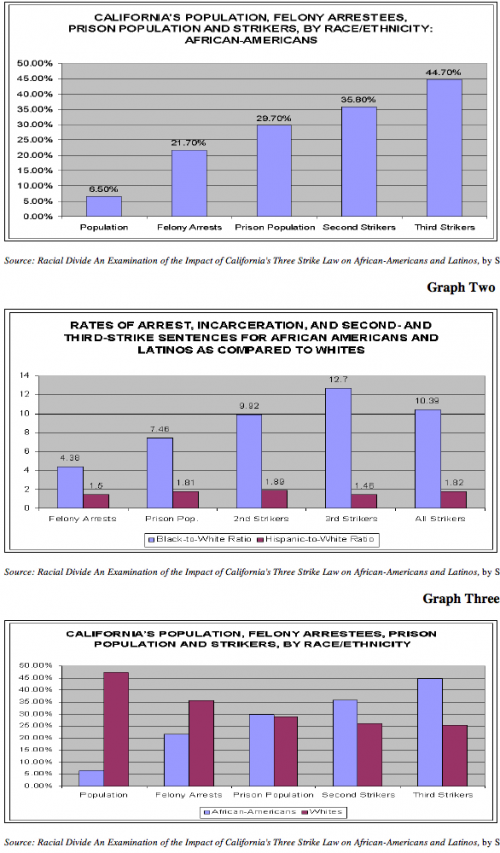 CALIFORNIA'S POPULATION, FELONY ARRESTEES,
PRISON POPULATION AND STRIKERS, BY RACE/ETHNICITY:
AFRICAN-AMERICANS
50.00%
45.00%
40.00%
35.00%
30.00%
25.00%
20.00%
15.00%
10.00%
5.00%
0.00%
6.50%
21.70%
29.70%
35.80%
44.70%
Population Felony Arrests Prison Population Second Strikers Third Strikers
Source: Racial Divide An Examination of the Impact of California's Three Strike Law on African-Americans and Latinos, by S
Graph Two
RATES OF ARREST, INCARCERATION, AND SECOND- AND
THIRD-STRIKE SENTENCES FOR AFRICAN AMERICANS AND
LATINOS AS COMPARED TO WHITES
14
12
10
8
6
4
2
0
4.36 1.5
7.46 1.81
9.92 1.89
12.7 1.46
10.39 1.82
Felony Arrests Prison Pop. 2nd Strikers 3rd Strikers All Strikers
Black-to-White Ratio Hispanic-to-White Ratio
Source: Racial Divide An Examination of the Impact of California's Three Strike Law on African-Americans and Latinos, by S
Graph Three
CALIFORNIA'S POPULATION, FELONY ARRESTEES, PRISON
POPULATION AND STRIKERS, BY RACE/ETHNICITY
50.00%
45.00%
40.00%
35.00%
30.00%
25.00%
20.00%
15.00%
10.00%
5.00%
0.00%
Population Felony Arrests Prison Population Second Strikers Third Strikers
African-Americans Whites
Source: Racial Divide An Examination of the Impact of California's Three Strike Law on African-Americans and Latinos, by S